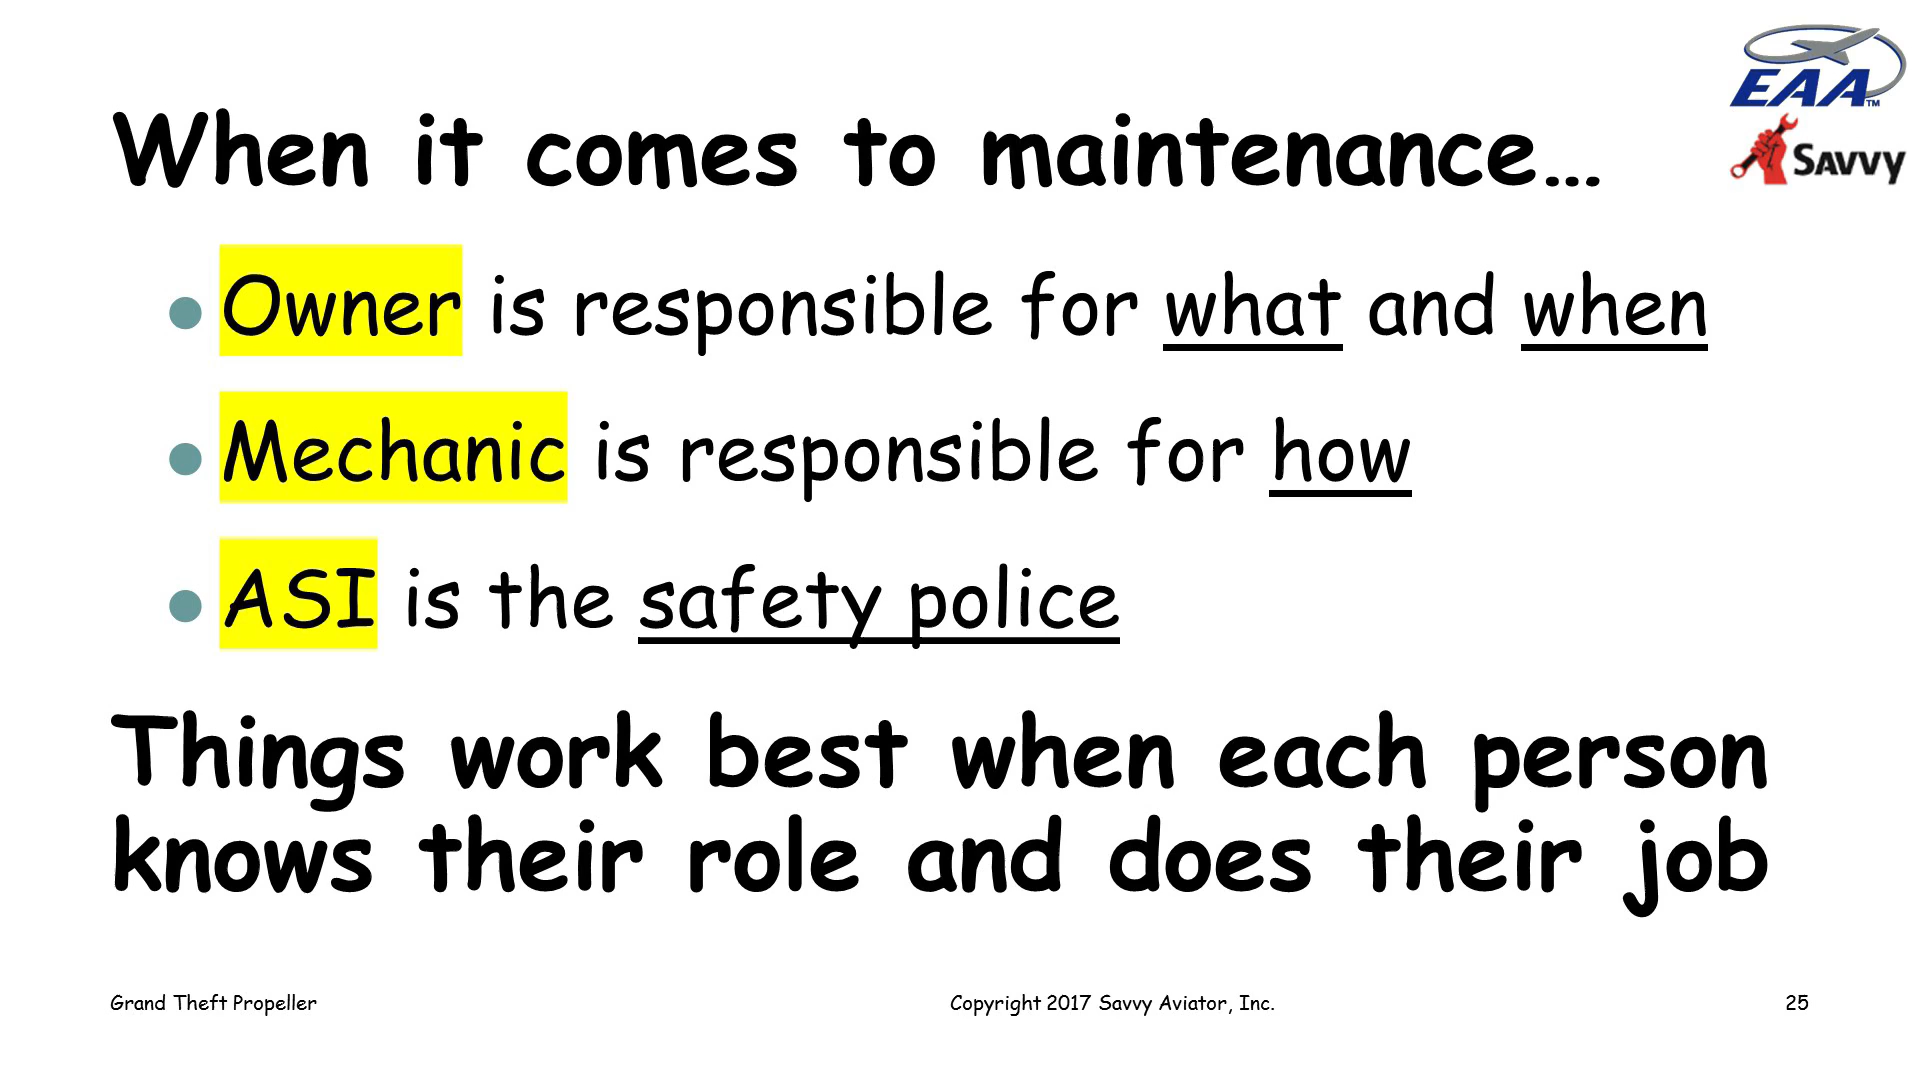 EAA™
SAVVY
When it comes to maintenance…
● Owner is responsible for what and when
● Mechanic is responsible for how
● ASI is the safety police
Things work best when each person
knows their role and does their job
Grand Theft Propeller
Copyright 2017 Savvy Aviator, Inc.
25